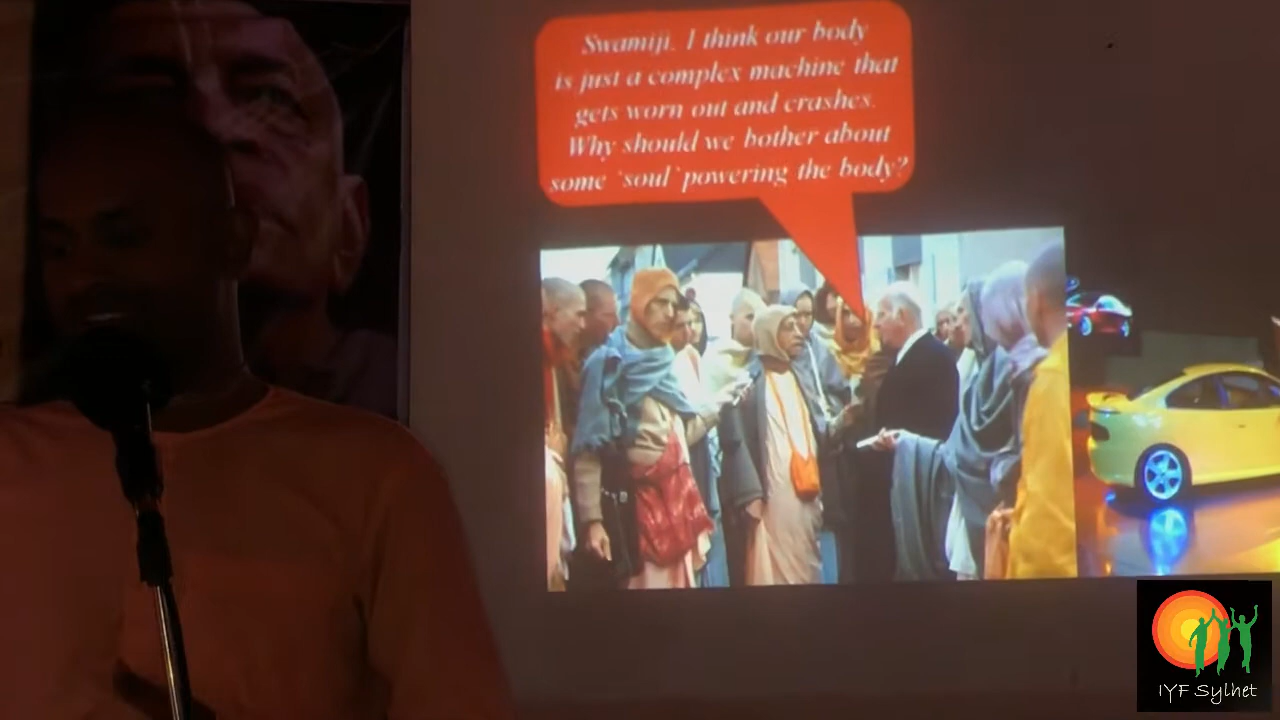 Swamiji. I think our body
is just a complex machine that
gets worn out and crashes.
Why should we bother about
some `soul` powering the body?
IYF Sylhet